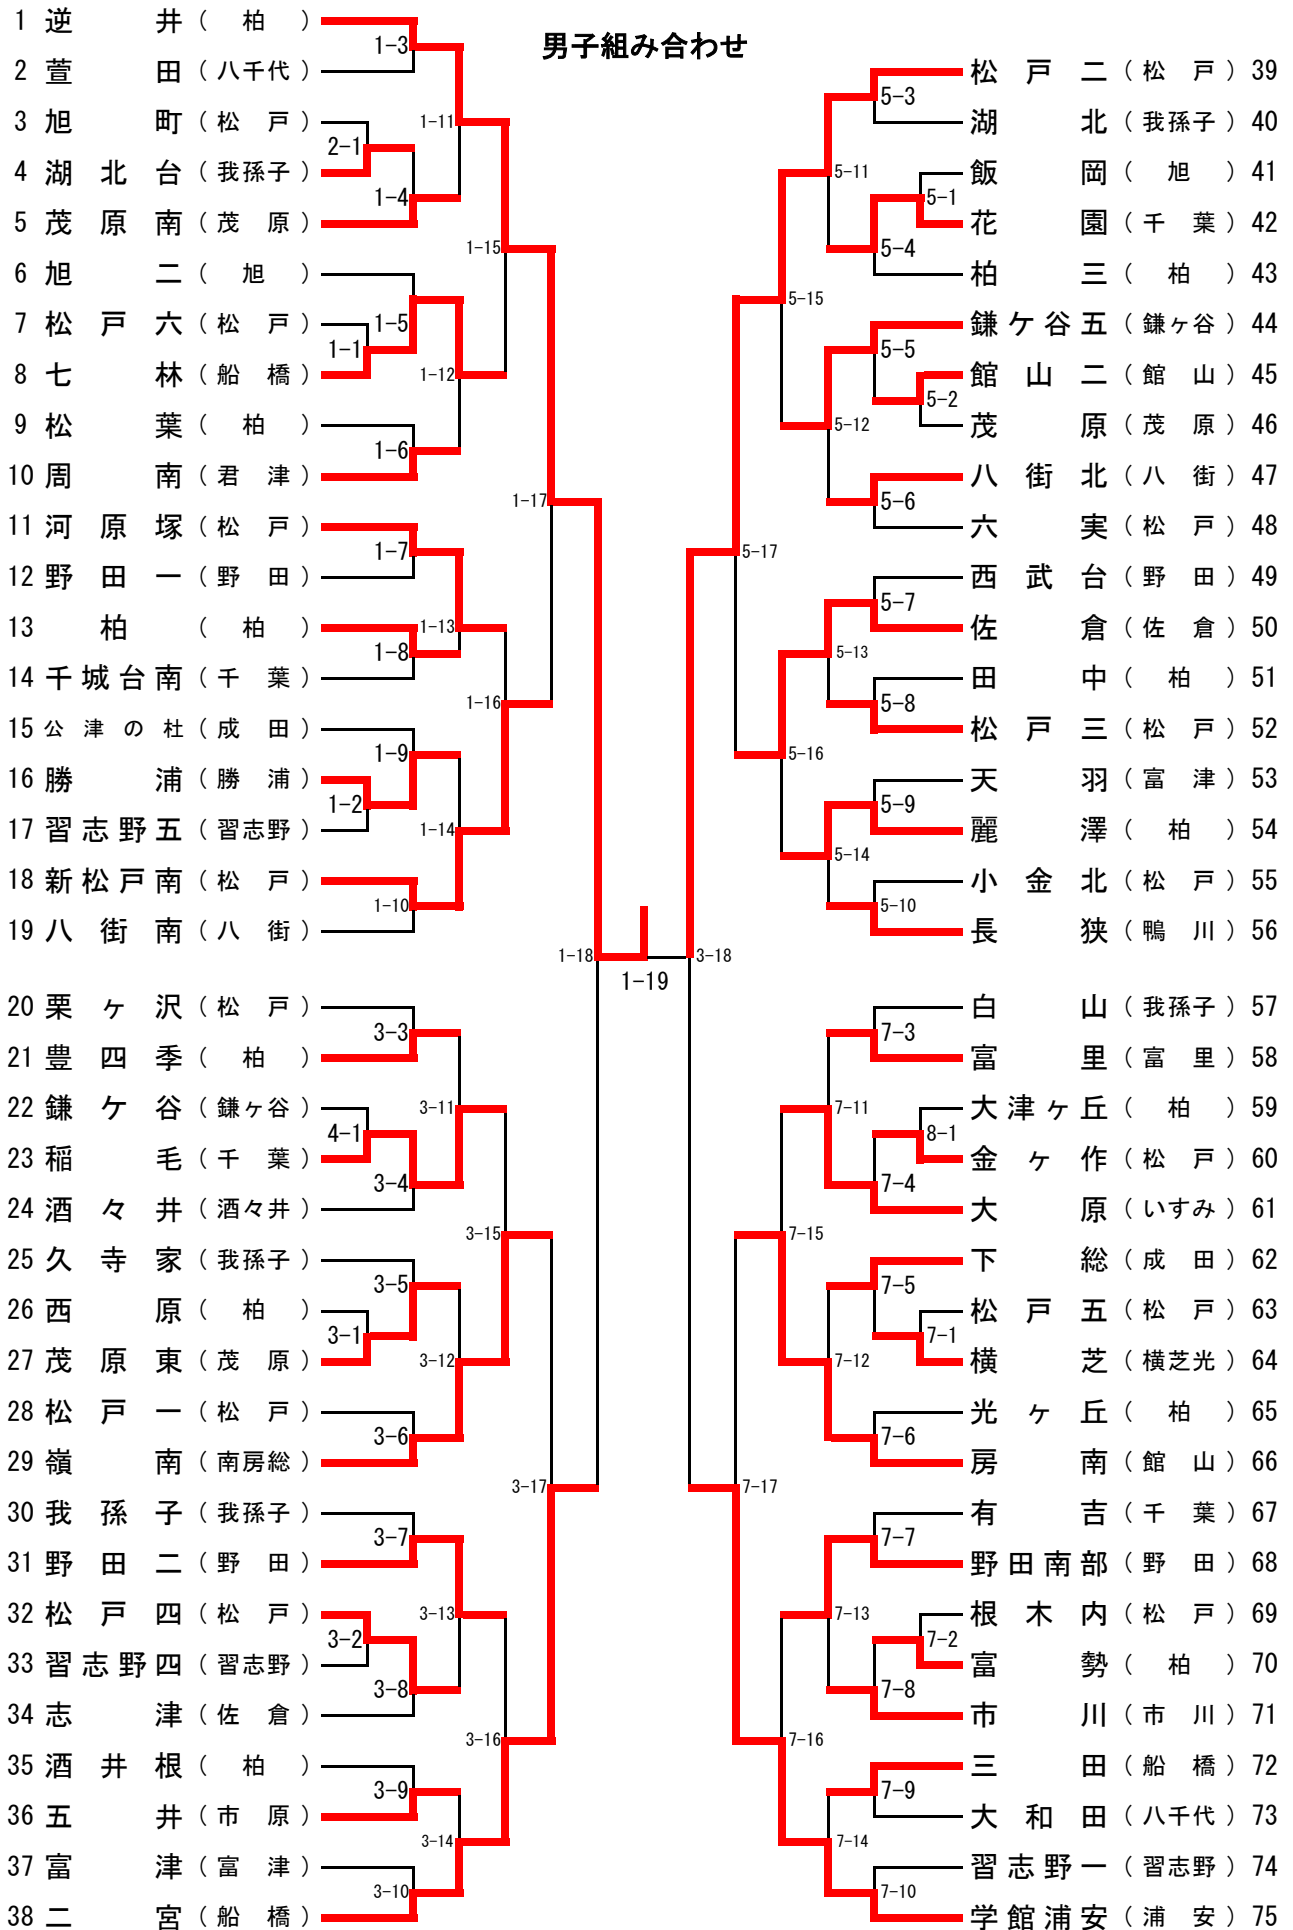 男子組み合わせ
1 逆井（柏）
2 萱田（八千代）
3 旭町（松戸）
4 湖北台（我孫子）
5 茂原南（茂原）
6 旭二（旭）
7 松戸六（松戸）
8 七林（船橋）
9 松葉（柏）
10 周南（君津）
11 河原塚（松戸）
12 野田一（野田）
13 柏（柏）
14 千城台南（千葉）
15 公津の杜（成田）
16 勝浦（勝浦）
17 習志野五（習志野）
18 新松戸南（松戸）
19 八街南（八街）
20 栗ヶ沢（松戸）
21 豊四季（柏）
22 鎌ケ谷（鎌ヶ谷）
23 稲毛（千葉）
24 酒々井（酒々井）
25 久寺家（我孫子）
26 西原（柏）
27 茂原東（茂原）
28 松戸一（松戸）
29 嶺南（南房総）
30 我孫子（我孫子）
31 野田二（野田）
32 松戸四（松戸）
33 習志野四（習志野）
34 志津（佐倉）
35 酒井根（柏）
36 五井（市原）
37 富津（富津）
38 二宮（船橋）
1-3
2-1
1-4
1-5
1-1
1-6
1-7
1-8
1-9
1-2
1-10
1-11
1-12
1-13
1-14
1-15
1-16
1-17
1-18
1-19
3-3
4-1
3-4
3-5
3-1
3-6
3-7
3-2
3-8
3-9
3-10
3-11
3-12
3-13
3-14
3-15
3-16
3-17
3-18
松戸二（松戸）39
湖北（我孫子）40
飯岡（旭）41
花園（千葉）42
柏三（柏）43
鎌ケ谷五（鎌ヶ谷）44
館山二（館山）45
茂原（茂原）46
八街北（八街）47
六実（松戸）48
西武台（野田）49
佐倉（佐倉）50
田中（柏）51
松戸三（松戸）52
天羽（富津）53
麗澤（柏）54
小金北（松戸）55
長狭（鴨川）56
白山（我孫子）57
富里（富里）58
大津ヶ丘（柏）59
金ヶ作（松戸）60
大原（いすみ）61
下総（成田）62
松戸五（松戸）63
横芝（横芝光）64
光ヶ丘（柏）65
房南（館山）66
有吉（千葉）67
野田南部（野田）68
根木内（松戸）69
富勢（柏）70
市川（市川）71
三田（船橋）72
大和田（八千代）73
習志野一（習志野）74
学館浦安（浦安）75
5-3
5-1
5-4
5-5
5-2
5-6
5-7
5-8
5-9
5-10
5-11
5-12
5-13
5-14
5-15
5-16
5-17
7-3
8-1
7-4
7-5
7-1
7-6
7-7
7-2
7-8
7-9
7-10
7-11
7-12
7-13
7-14
7-15
7-16
7-17